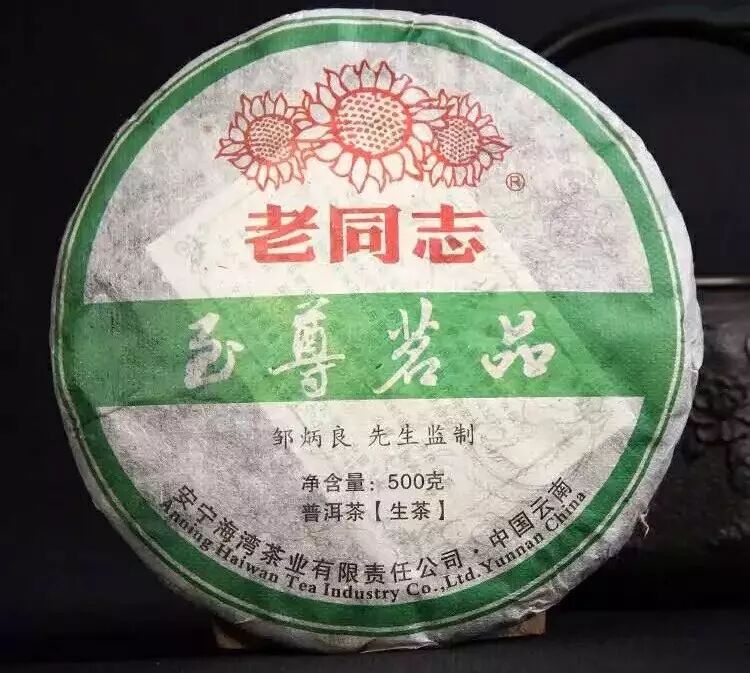 ®
老同志
至尊茗品
邹炳良 先生监制
净含量：500克
普洱茶【生茶】
安宁海湾茶业有限责任公司·中国云南
Anning Haiwan Tea Industry Co.,Ltd.Yunnan China